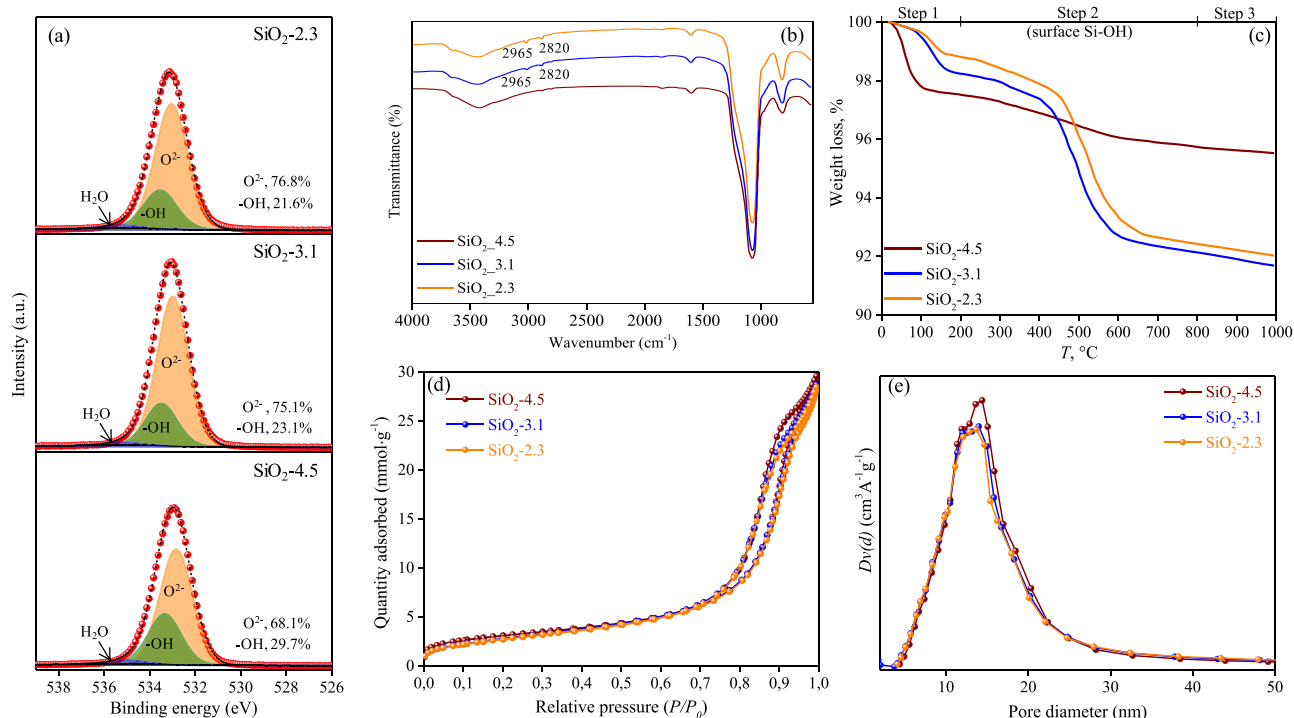 (a)
SiO₂-2.3
O²⁻
H₂O
-OH
O²⁻, 76.8%
-OH, 21.6%
SiO₂-3.1
O²⁻
H₂O
-OH
O²⁻, 75.1%
-OH, 23.1%
SiO₂-4.5
O²⁻
H₂O
-OH
O²⁻, 68.1%
-OH, 29.7%
538 536 534 532 530 528 526
Binding energy (eV)
Intensity (a.u.)
(b)
2965 2820
2965 2820
SiO₂_4.5
SiO₂_3.1
SiO₂_2.3
4000 3500 3000 2500 2000 1500 1000
Wavenumber (cm⁻¹)
Transmittance (%)
Step 1 Step 2 Step 3
(surface Si-OH)
(c)
100
98
96
94
92
90
SiO₂-4.5
SiO₂-3.1
SiO₂-2.3
0 100 200 300 400 500 600 700 800 900 1000
T, °C
Weight loss, %
(d)
SiO₂-4.5
SiO₂-3.1
SiO₂-2.3
30
25
20
15
10
5
0
0,0 0,1 0,2 0,3 0,4 0,5 0,6 0,7 0,8 0,9 1,0
Relative pressure (P/P₀)
Quantity adsorbed (mmol·g⁻¹)
(e)
SiO₂-4.5
SiO₂-3.1
SiO₂-2.3
10 20 30 40 50
Pore diameter (nm)
Dv(d) (cm³A⁻¹g⁻¹)